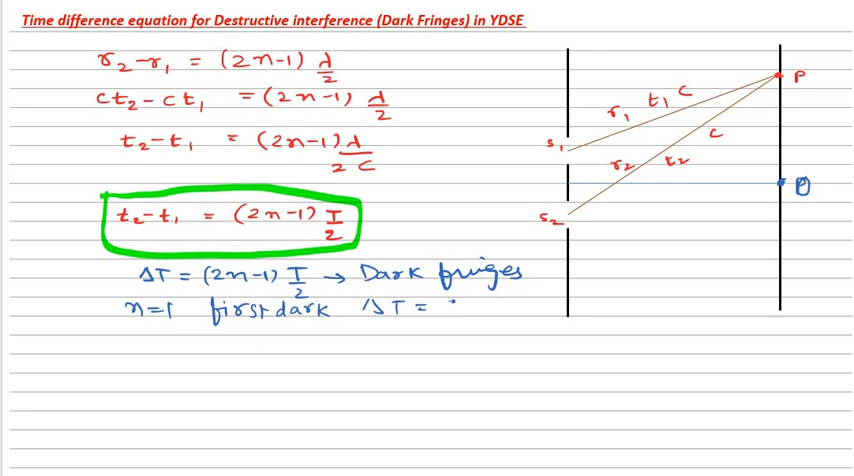 Time difference equation for Destructive interference (Dark Fringes) in YDSE
r₂-r₁ = (2n-1) λ/2
ct₂-ct₁ = (2n-1) λ/2
t₂-t₁ = (2n-1) λ/2C
t₂-t₁ = (2n-1) T/2
ΔT = (2n-1) T/2 → Dark fringes
n=1 first dark ΔT =
P
r₁ t₁ C
C
S₁
r₂ t₂
O
S₂